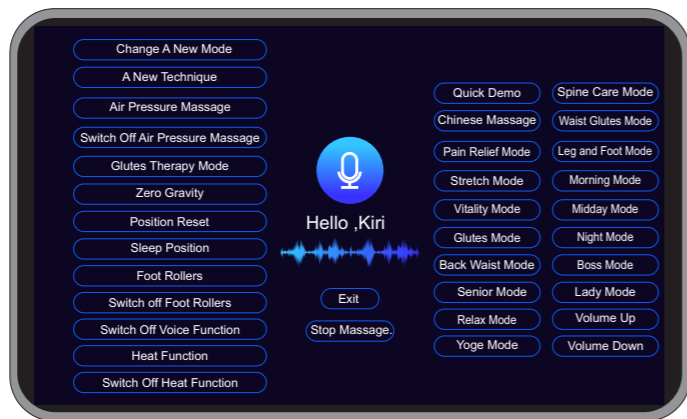 Change A New Mode
A New Technique
Air Pressure Massage
Switch Off Air Pressure Massage
Glutes Therapy Mode
Zero Gravity
Position Reset
Sleep Position
Foot Rollers
Switch off Foot Rollers
Switch Off Voice Function
Heat Function
Switch Off Heat Function
Hello ,Kiri
Exit
Stop Massage.
Quick Demo
Chinese Massage
Pain Relief Mode
Stretch Mode
Vitality Mode
Glutes Mode
Back Waist Mode
Senior Mode
Relax Mode
Yoge Mode
Spine Care Mode
Waist Glutes Mode
Leg and Foot Mode
Morning Mode
Midday Mode
Night Mode
Boss Mode
Lady Mode
Volume Up
Volume Down